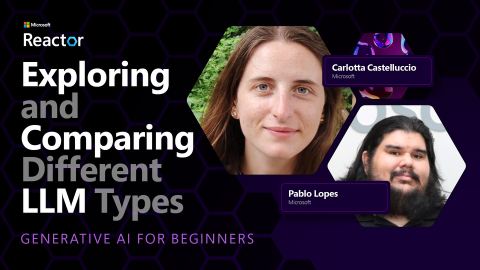 Microsoft
Reactor
Exploring
and
Comparing
Different
LLM Types
GENERATIVE AI FOR BEGINNERS
Carlotta Castelluccio
Microsoft
Pablo Lopes
Microsoft